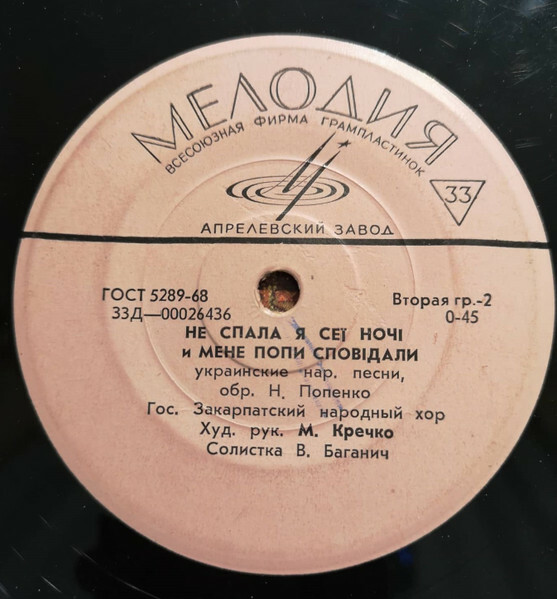 МЕЛОДИЯ
ВСЕСОЮЗНАЯ ФИРМА ГРАМПЛАСТИНОК
33
АПРЕЛЕВСКИЙ ЗАВОД
ГОСТ 5289-68
33Д—00026436
Вторая гр.-2
0-45
НЕ СПАЛА Я СЕЇ НОЧІ
и МЕНЕ ПОПИ СПОВІДАЛИ
украинские нар. песни,
обр. Н. Попенко
Гос. Закарпатский народный хор
Худ. рук. М. Кречко
Солистка В. Баганич